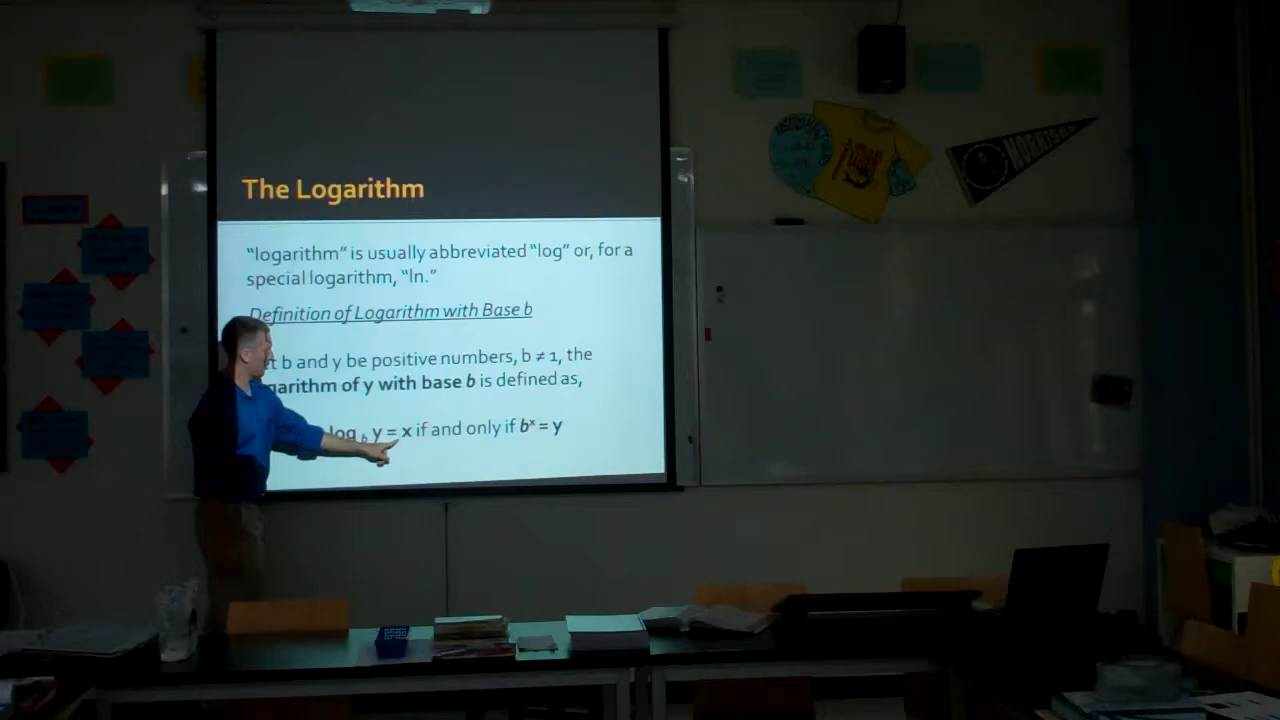 The Logarithm
"logarithm" is usually abbreviated "log" or, for a
special logarithm, "ln."
Definition of Logarithm with Base b
b and y be positive numbers, b ≠ 1, the
garithm of y with base b is defined as,
log b y = x if and only if bˣ = y
MORRISON